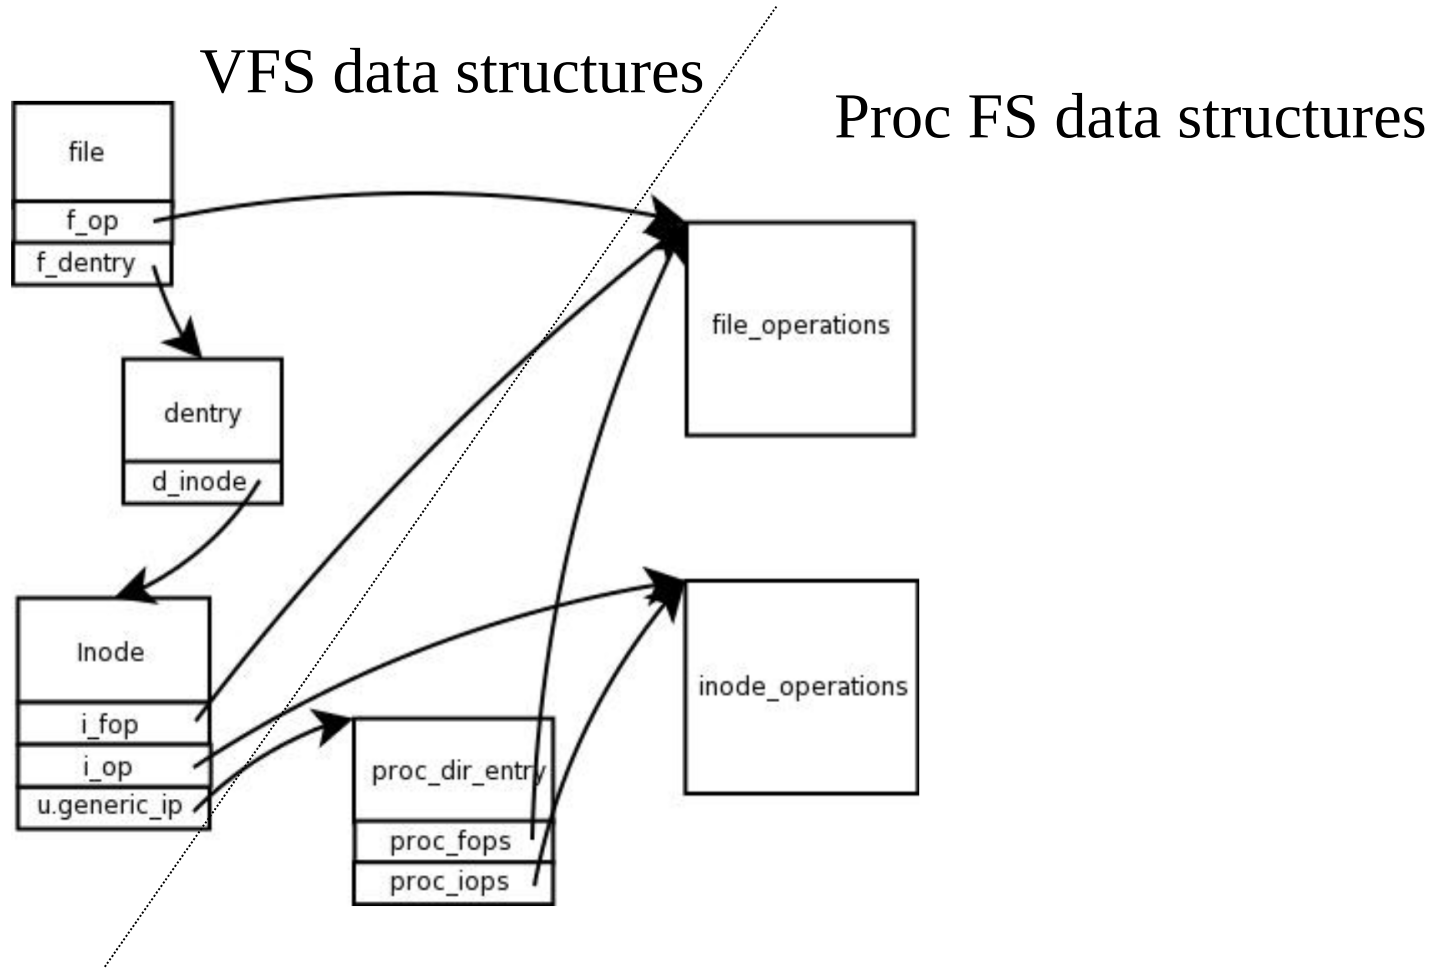 VFS data structures
Proc FS data structures
file
f_op
f_dentry
file_operations
dentry
d_inode
Inode
i_fop
i_op
u.generic_ip
inode_operations
proc_dir_entry
proc_fops
proc_iops